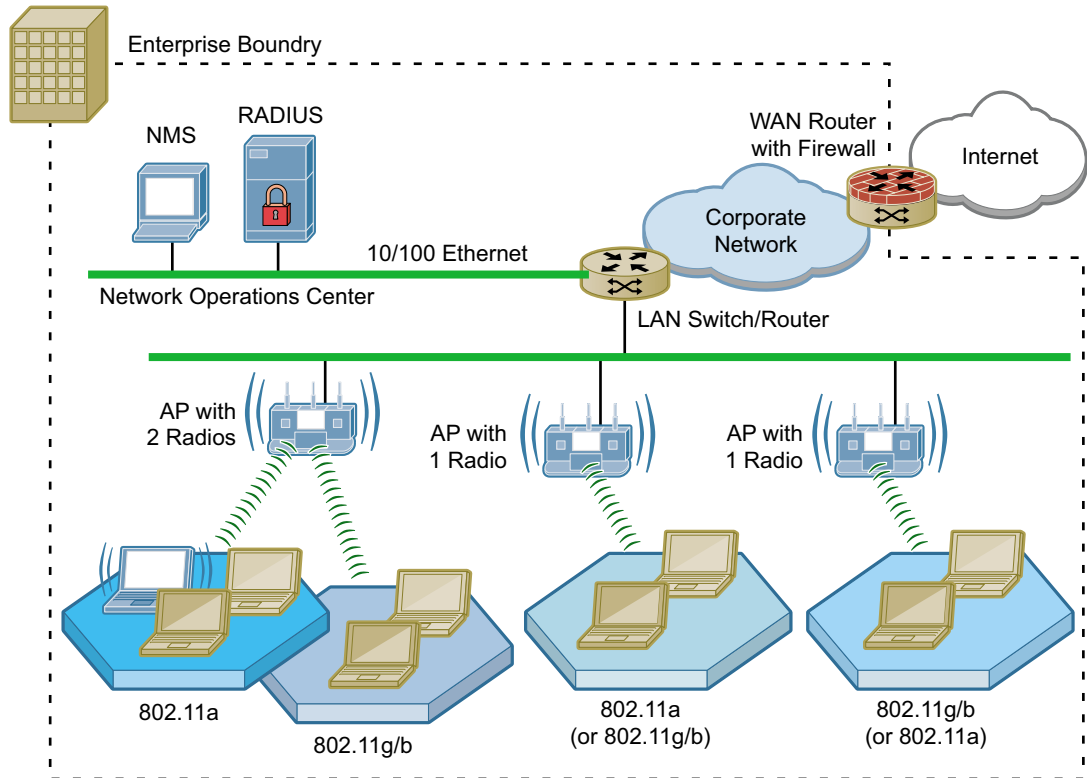 Enterprise Boundry
NMS
RADIUS
WAN Router
with Firewall
Internet
Corporate
Network
10/100 Ethernet
Network Operations Center
LAN Switch/Router
AP with
2 Radios
AP with
1 Radio
AP with
1 Radio
802.11a
802.11g/b
802.11a
(or 802.11g/b)
802.11g/b
(or 802.11a)